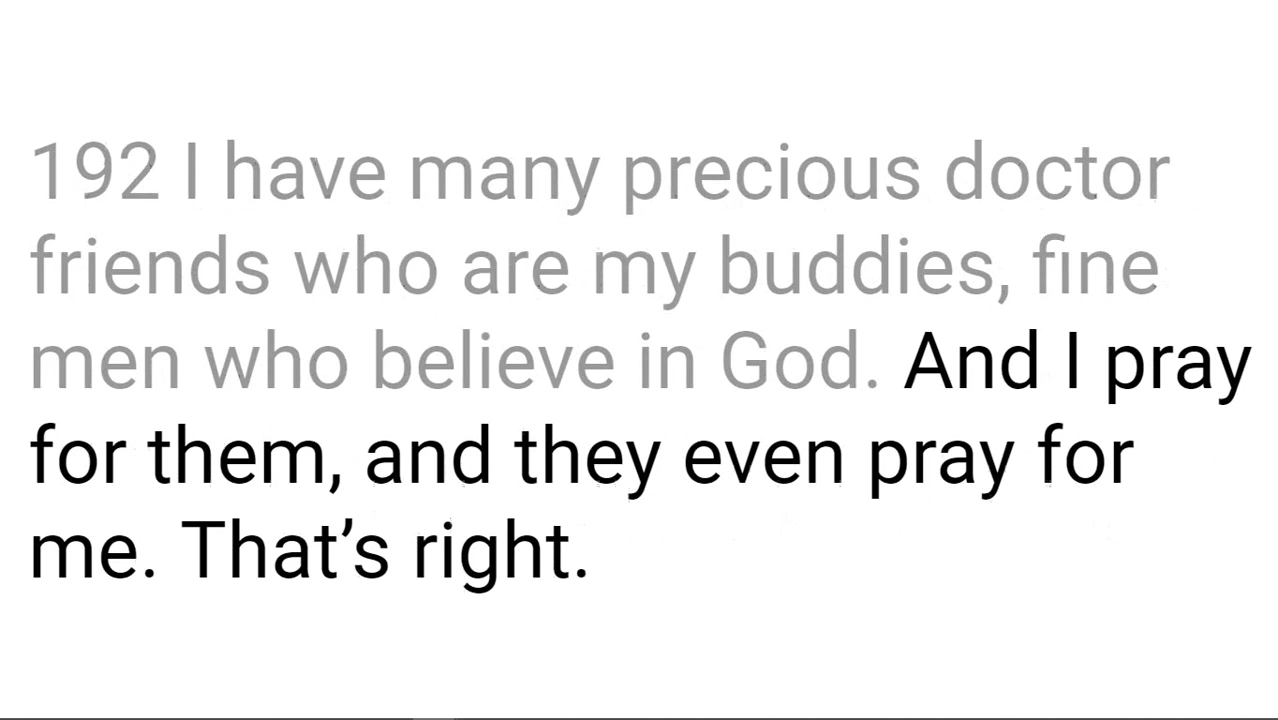 192 I have many precious doctor
friends who are my buddies, fine
men who believe in God. And I pray
for them, and they even pray for
me. That’s right.